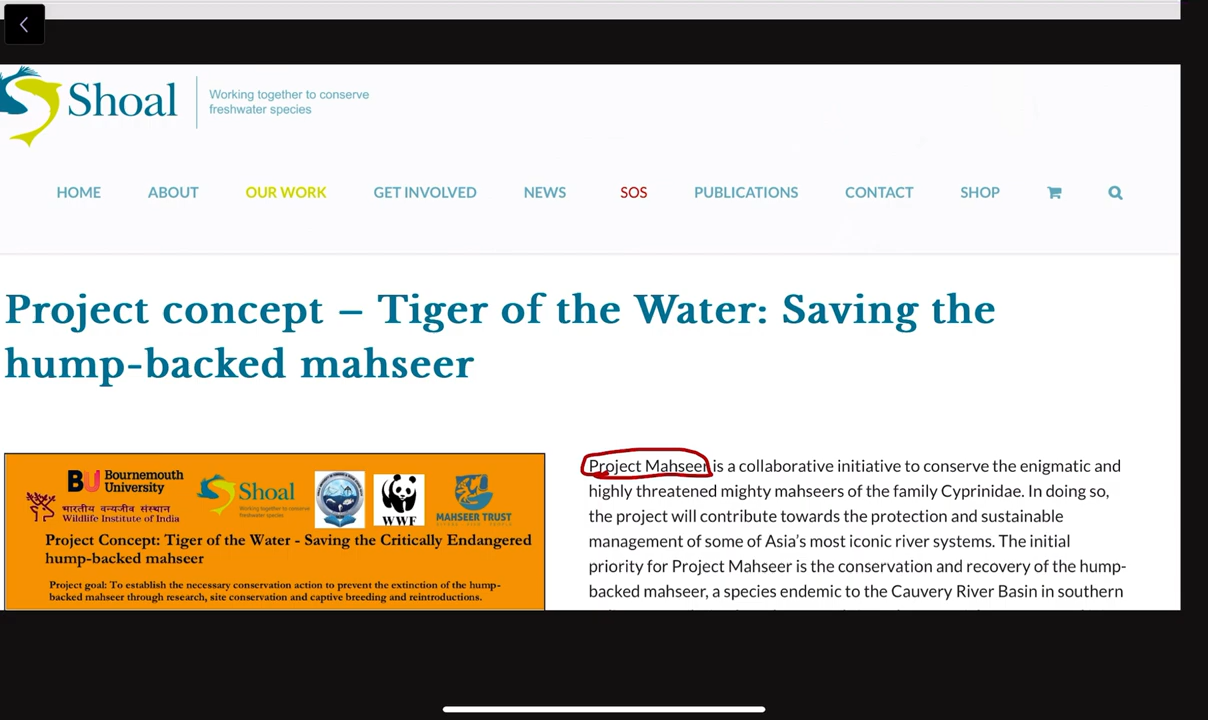 Shoal
Working together to conserve
freshwater species
HOME ABOUT OUR WORK GET INVOLVED NEWS SOS PUBLICATIONS CONTACT SHOP
Project concept – Tiger of the Water: Saving the
hump-backed mahseer
BU Bournemouth
University
भारतीय वन्यजीव संस्थान
Wildlife Institute of India
Shoal
Working together to conserve
freshwater species
WWF
MAHSEER TRUST
Project Concept: Tiger of the Water - Saving the Critically Endangered
hump-backed mahseer
Project goal: To establish the necessary conservation action to prevent the extinction of the hump-
backed mahseer through research, site conservation and captive breeding and reintroductions.
Project Mahseer is a collaborative initiative to conserve the enigmatic and
highly threatened mighty mahseers of the family Cyprinidae. In doing so,
the project will contribute towards the protection and sustainable
management of some of Asia's most iconic river systems. The initial
priority for Project Mahseer is the conservation and recovery of the hump-
backed mahseer, a species endemic to the Cauvery River Basin in southern